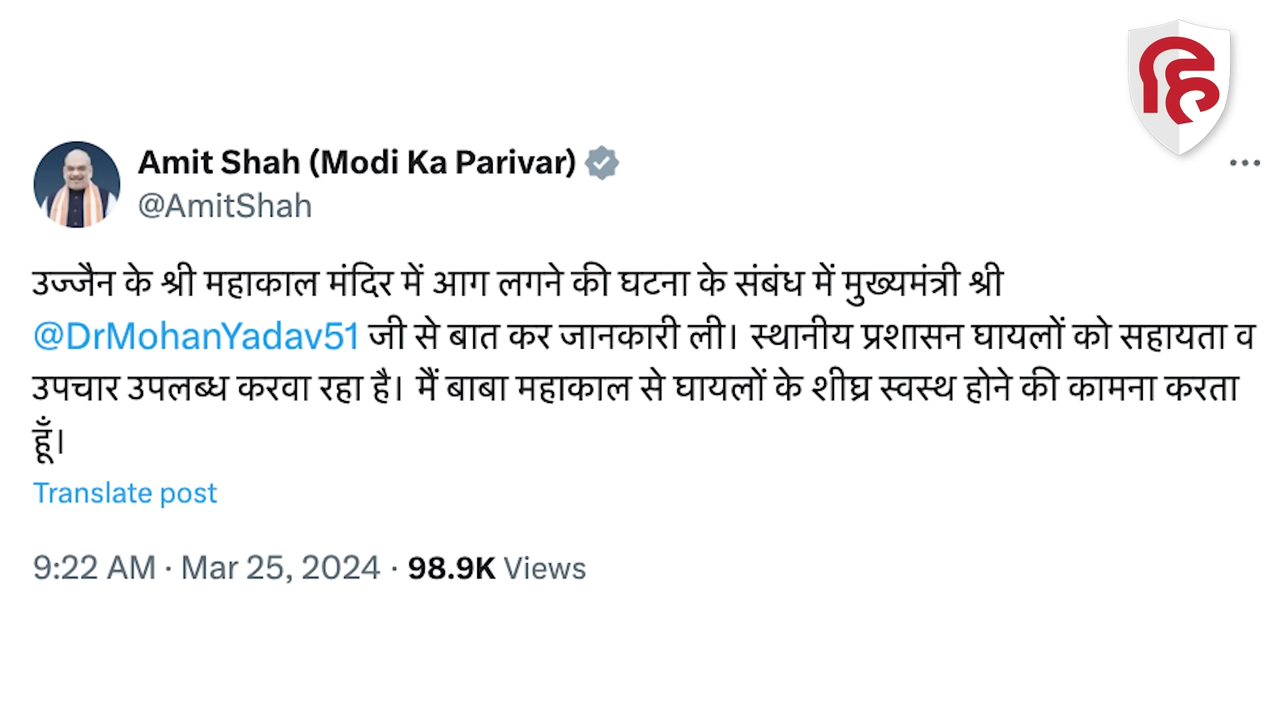 हि
Amit Shah (Modi Ka Parivar)
@AmitShah
उज्जैन के श्री महाकाल मंदिर में आग लगने की घटना के संबंध में मुख्यमंत्री श्री
@DrMohanYadav51 जी से बात कर जानकारी ली। स्थानीय प्रशासन घायलों को सहायता व
उपचार उपलब्ध करवा रहा है। मैं बाबा महाकाल से घायलों के शीघ्र स्वस्थ होने की कामना करता
हूँ।
Translate post
9:22 AM · Mar 25, 2024 · 98.9K Views